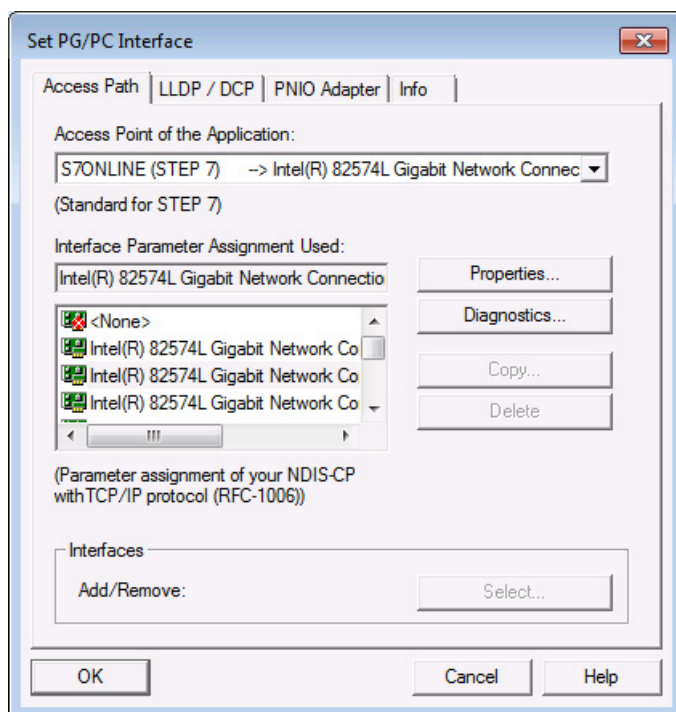 Set PG/PC Interface
Access Path LLDP / DCP PNIO Adapter Info
Access Point of the Application:
S7ONLINE (STEP 7) --> Intel(R) 82574L Gigabit Network Connec
(Standard for STEP 7)
Interface Parameter Assignment Used:
Intel(R) 82574L Gigabit Network Connectio
Properties...
<None>
Diagnostics...
Intel(R) 82574L Gigabit Network Co
Intel(R) 82574L Gigabit Network Co
Copy...
Intel(R) 82574L Gigabit Network Co
Delete
(Parameter assignment of your NDIS-CP
with TCP/IP protocol (RFC-1006))
Interfaces
Add/Remove:
Select...
OK
Cancel
Help